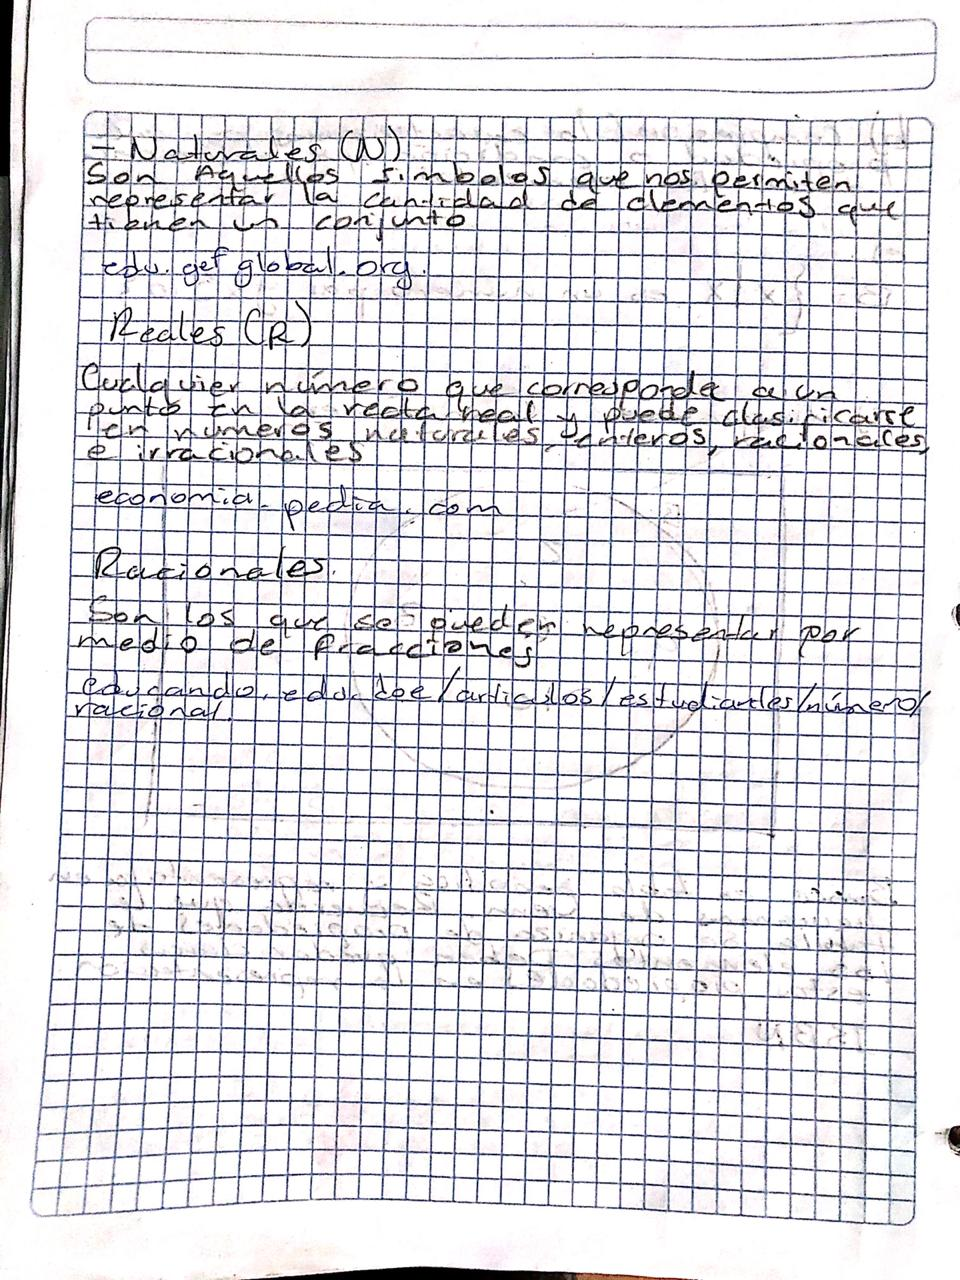 - Naturales (N)
Son Aquellos simbolos que nos permiten
representar la cantidad de elementos que
tienen un conjunto
edu.gcf global.org.
Reales (R)
Cualquier número que corresponde a un
punto en la recta real y puede clasificarse
en números naturales, enteros, racionales,
e irracionales
economia-pedia.com
Racionales.
Son los que se pueden representar por
medio de fracciones
educando.edu. /articulos/estudiantes/número/
racional.